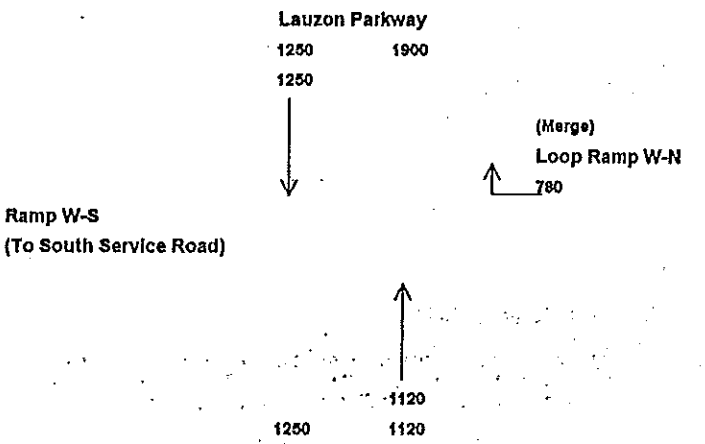 Lauzon Parkway
1250 1900
1250
(Merge)
Loop Ramp W-N
780
Ramp W-S
(To South Service Road)
1120
1250 1120